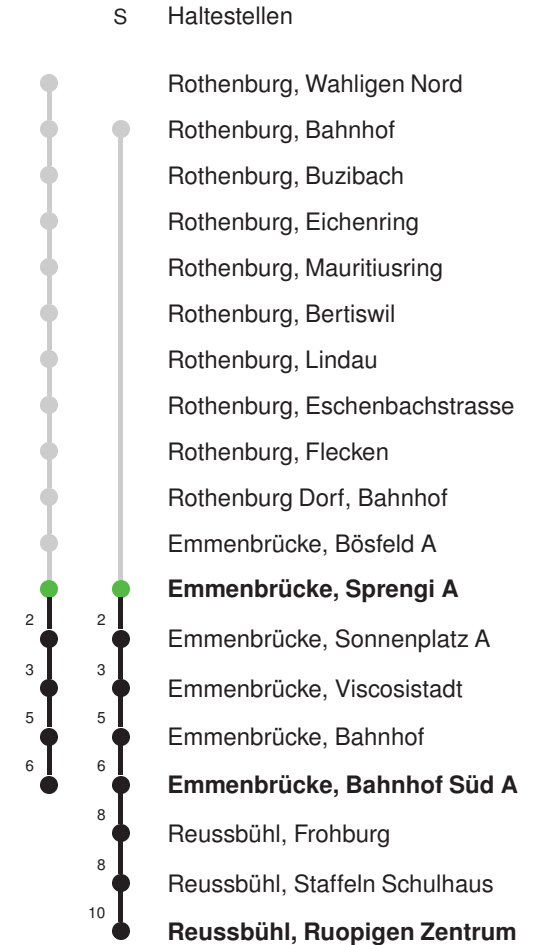 S Haltestellen
Rothenburg, Wahligen Nord
Rothenburg, Bahnhof
Rothenburg, Buzibach
Rothenburg, Eichenring
Rothenburg, Mauritiusring
Rothenburg, Bertiswil
Rothenburg, Lindau
Rothenburg, Eschenbachstrasse
Rothenburg, Flecken
Rothenburg Dorf, Bahnhof
Emmenbrücke, Bösfeld A
Emmenbrücke, Sprengi A
2 2 Emmenbrücke, Sonnenplatz A
3 3 Emmenbrücke, Viscosistadt
5 5 Emmenbrücke, Bahnhof
6 6 Emmenbrücke, Bahnhof Süd A
8 Reussbühl, Frohburg
8 Reussbühl, Staffeln Schulhaus
10 Reussbühl, Ruopigen Zentrum